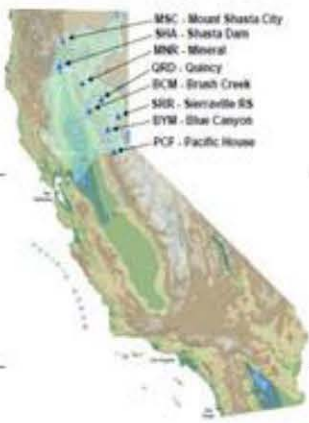 MSC - Mount Shasta City
SHA - Shasta Dam
MNR - Mineral
QRD - Quincy
BCM - Brush Creek
SRR - Sierraville RS
BYM - Blue Canyon
PCF - Pacific House